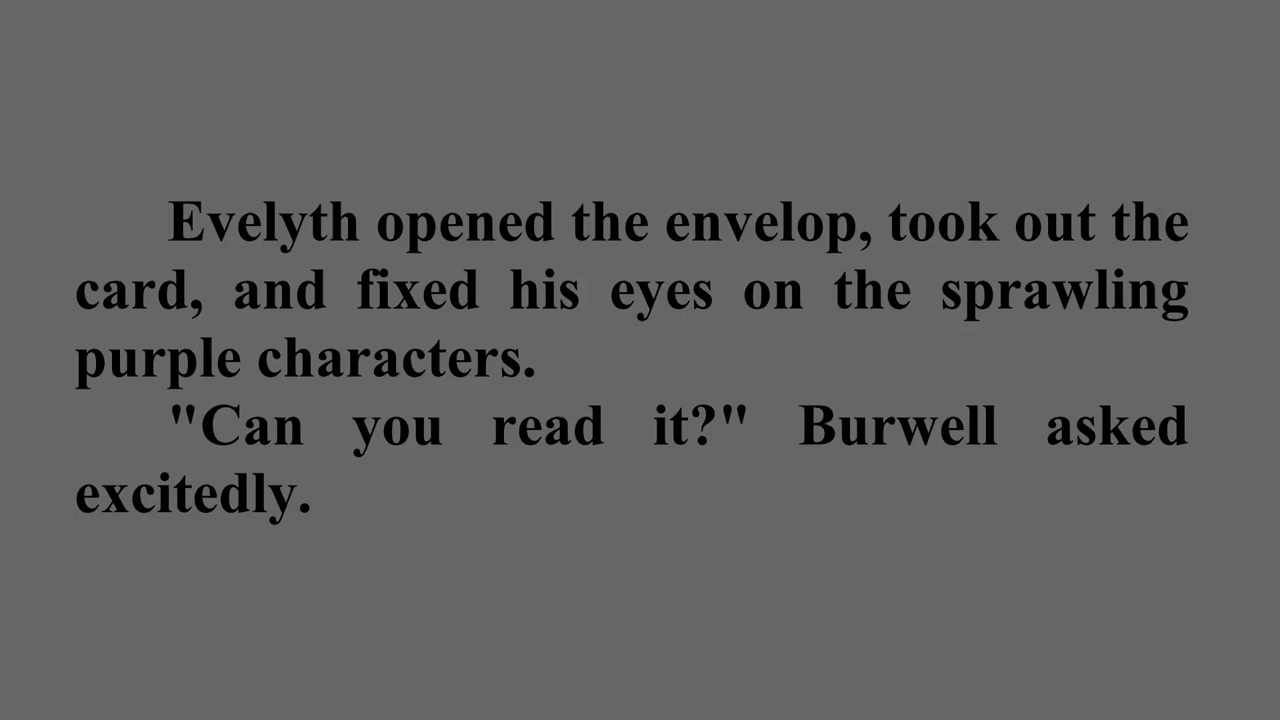 Evelyth opened the envelop, took out the
card, and fixed his eyes on the sprawling
purple characters.
"Can you read it?" Burwell asked
excitedly.